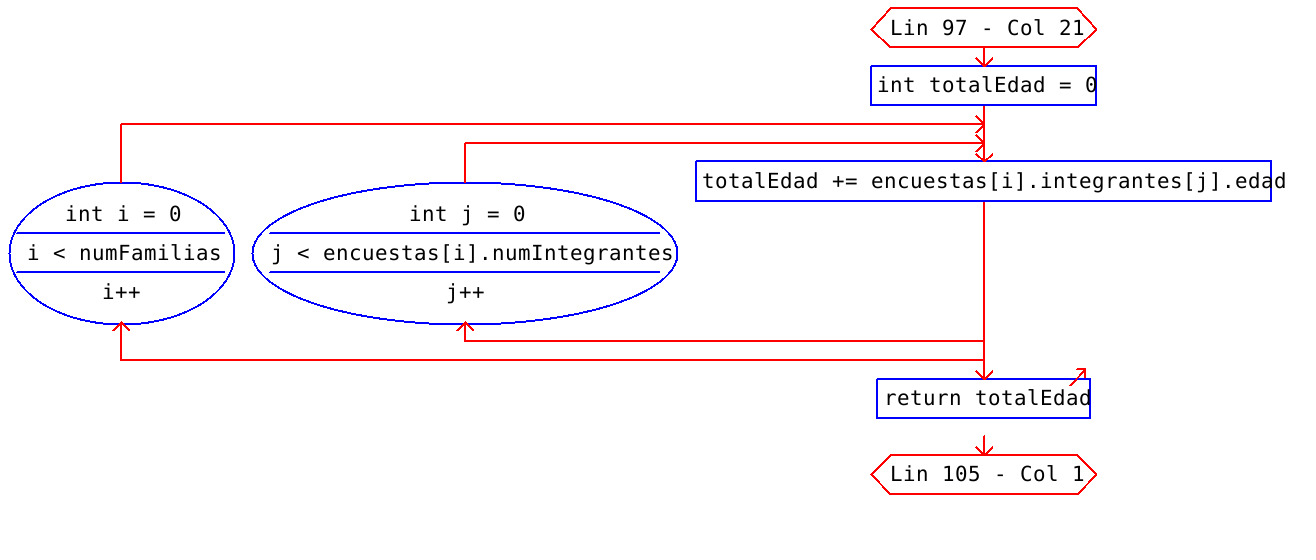 Lin 97 - Col 21
int totalEdad = 0
totalEdad += encuestas[i].integrantes[j].edad
int i = 0
i < numFamilias
i++
int j = 0
j < encuestas[i].numIntegrantes
j++
return totalEdad
Lin 105 - Col 1